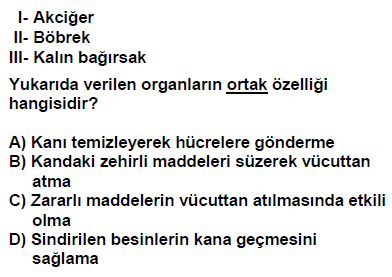 I- Akciğer
II- Böbrek
III- Kalın bağırsak
Yukarıda verilen organların ortak özelliği
hangisidir?
A) Kanı temizleyerek hücrelere gönderme
B) Kandaki zehirli maddeleri süzerek vücuttan
atma
C) Zararlı maddelerin vücuttan atılmasında etkili
olma
D) Sindirilen besinlerin kana geçmesini
sağlama